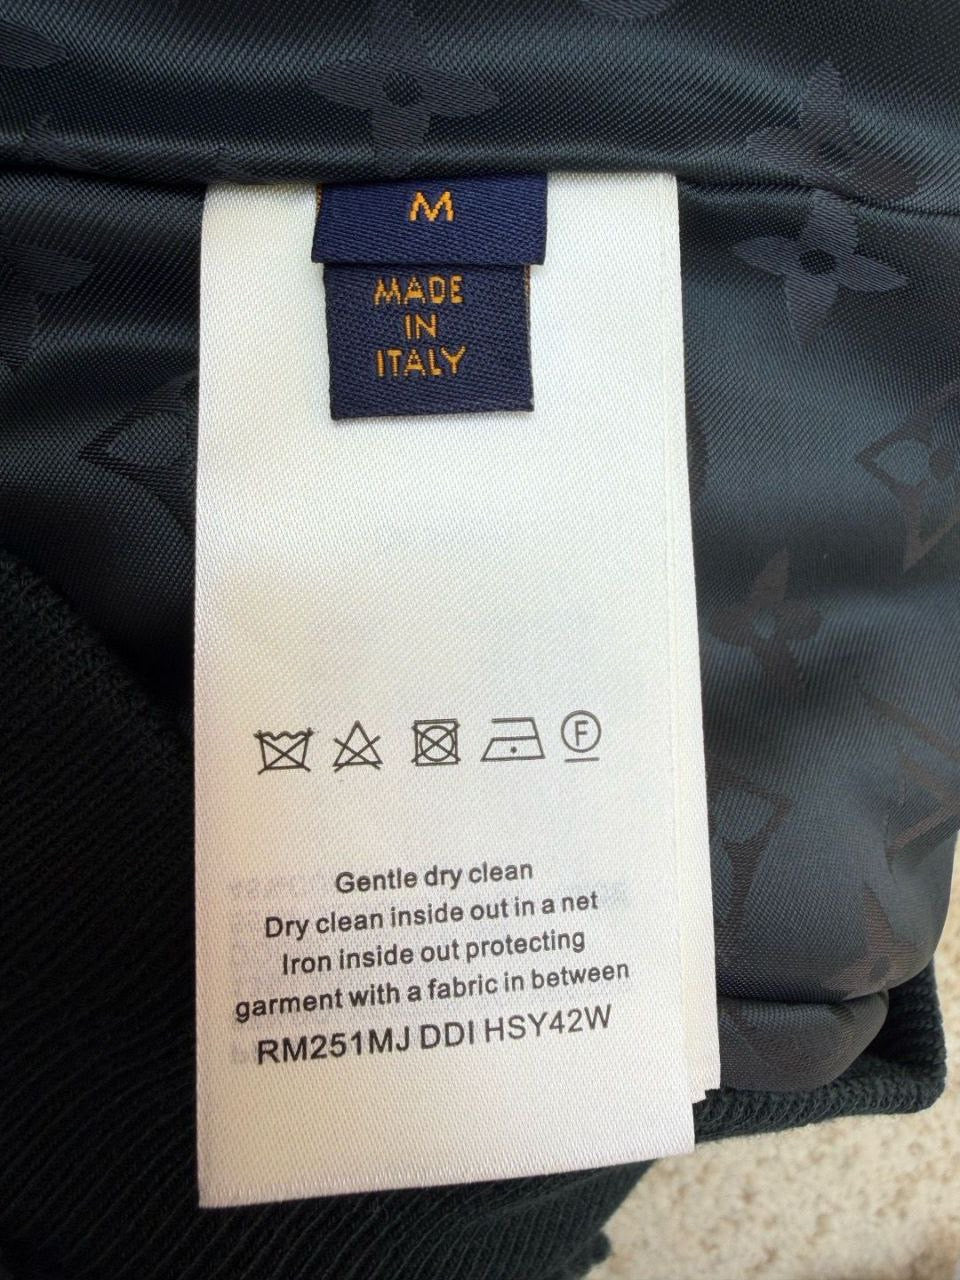 M
MADE
IN
ITALY
F
Gentle dry clean
Dry clean inside out in a net
Iron inside out protecting
garment with a fabric in between
RM251MJ DDI HSY42W